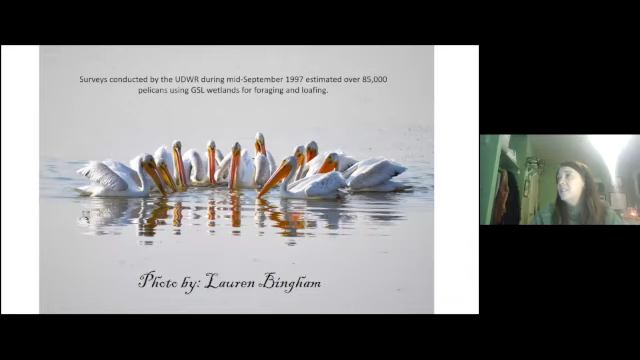 Surveys conducted by the UDWR during mid-September 1997 estimated over 85,000
pelicans using GSL wetlands for foraging and loafing.
Photo by: Lauren Bingham